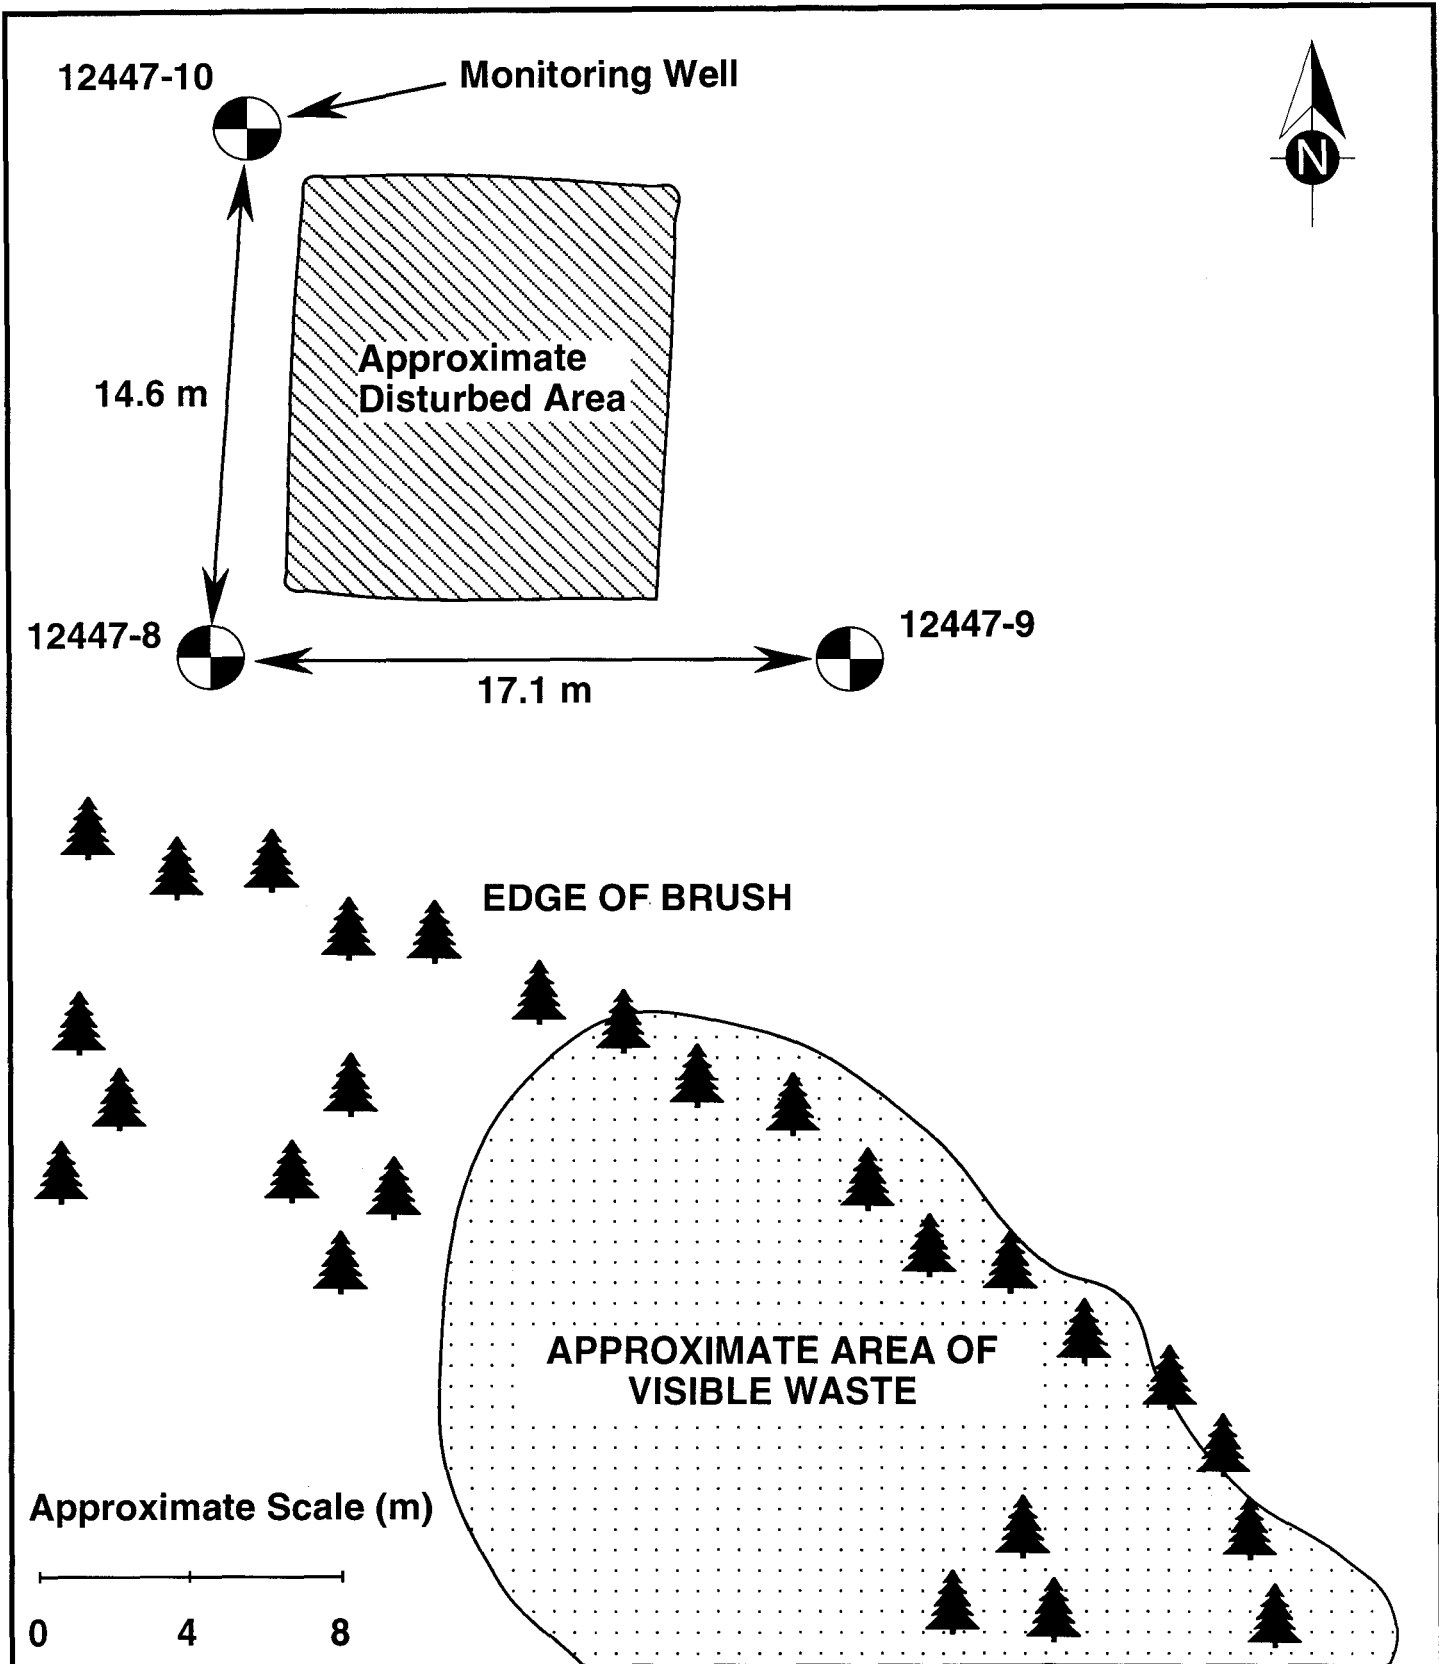 12447-10
Monitoring Well
N
Approximate
Disturbed Area
14.6 m
12447-8
12447-9
17.1 m
EDGE OF BRUSH
APPROXIMATE AREA OF
VISIBLE WASTE
Approximate Scale (m)
0 4 8